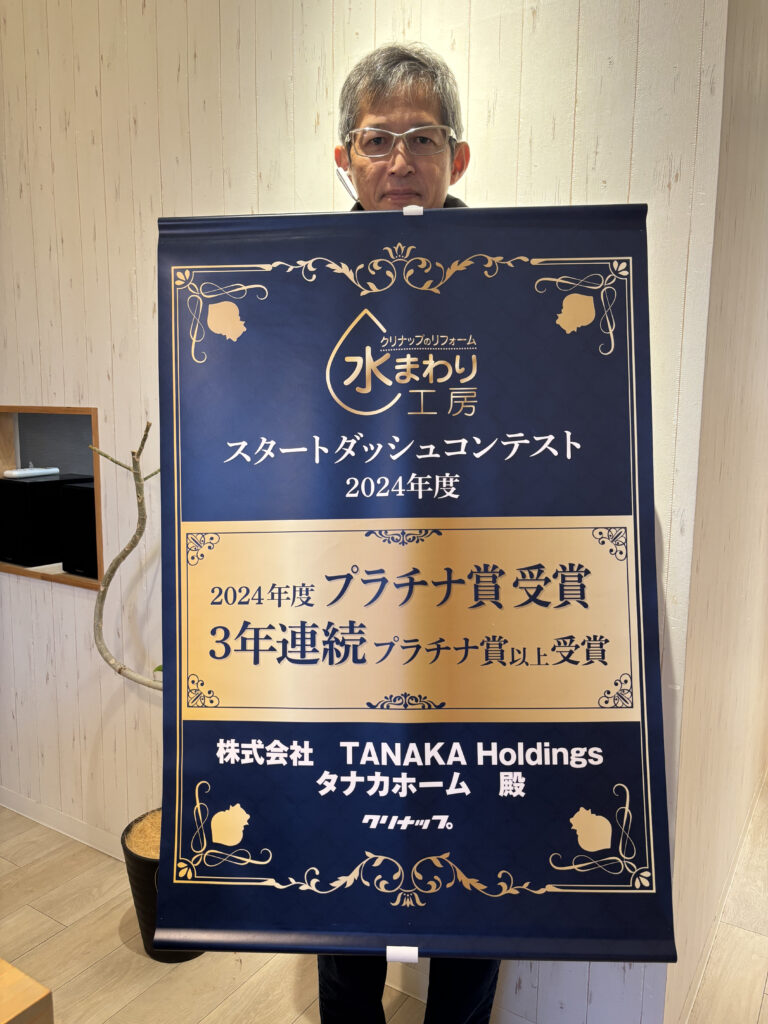 クリナップのリフォーム
水まわり
工房
スタートダッシュコンテスト
2024年度
2024年度 プラチナ賞 受賞
3年連続 プラチナ賞以上受賞
株式会社　TANAKA Holdings
タナカホーム　殿
クリナップ。